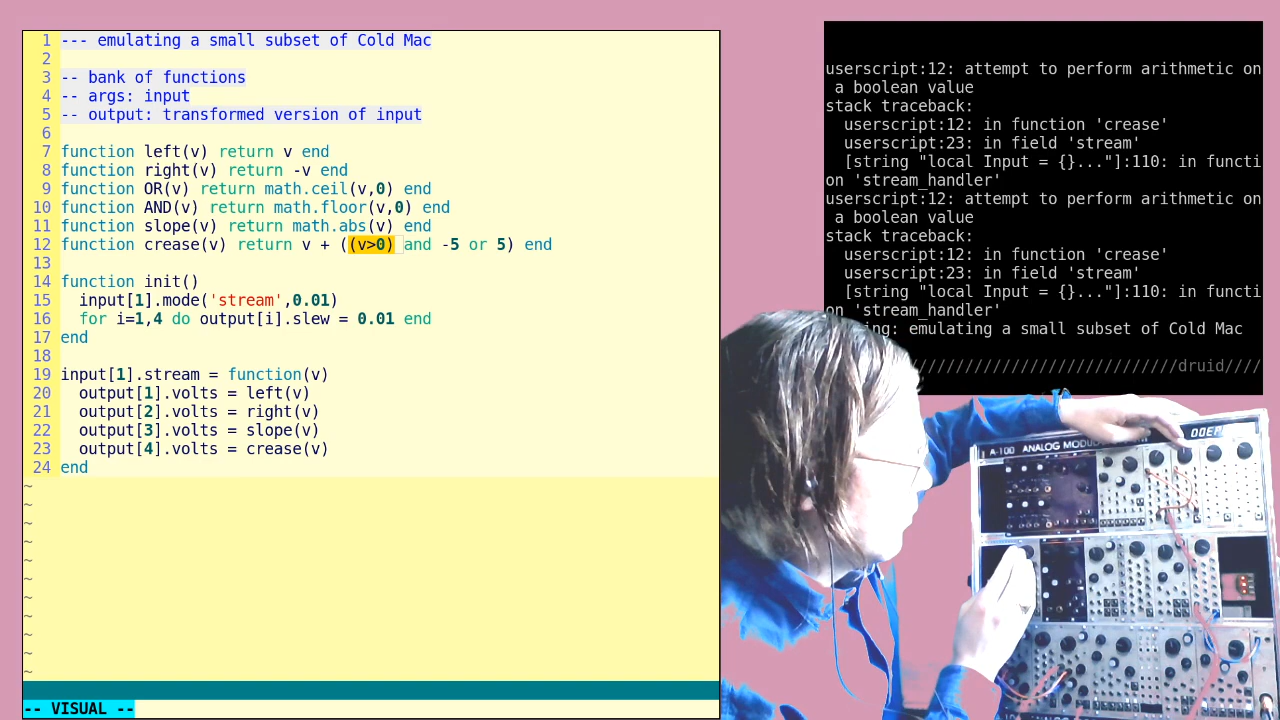 1 --- emulating a small subset of Cold Mac
2
3 -- bank of functions
4 -- args: input
5 -- output: transformed version of input
6
7 function left(v) return v end
8 function right(v) return -v end
9 function OR(v) return math.ceil(v,0) end
10 function AND(v) return math.floor(v,0) end
11 function slope(v) return math.abs(v) end
12 function crease(v) return v + ((v>0) and -5 or 5) end
13
14 function init()
15   input[1].mode('stream',0.01)
16   for i=1,4 do output[i].slew = 0.01 end
17 end
18
19 input[1].stream = function(v)
20   output[1].volts = left(v)
21   output[2].volts = right(v)
22   output[3].volts = slope(v)
23   output[4].volts = crease(v)
24 end
~
~
~
~
~
~
~
~
~
~
~
-- VISUAL --
userscript:12: attempt to perform arithmetic on
 a boolean value
stack traceback:
  userscript:12: in function 'crease'
  userscript:23: in field 'stream'
  [string "local Input = {}..."]:110: in functi
on 'stream_handler'
userscript:12: attempt to perform arithmetic on
 a boolean value
stack traceback:
  userscript:12: in function 'crease'
  userscript:23: in field 'stream'
  [string "local Input = {}..."]:110: in functi
on 'stream_handler'
ing: emulating a small subset of Cold Mac
////////////////////////////druid////
A-100 ANALOG